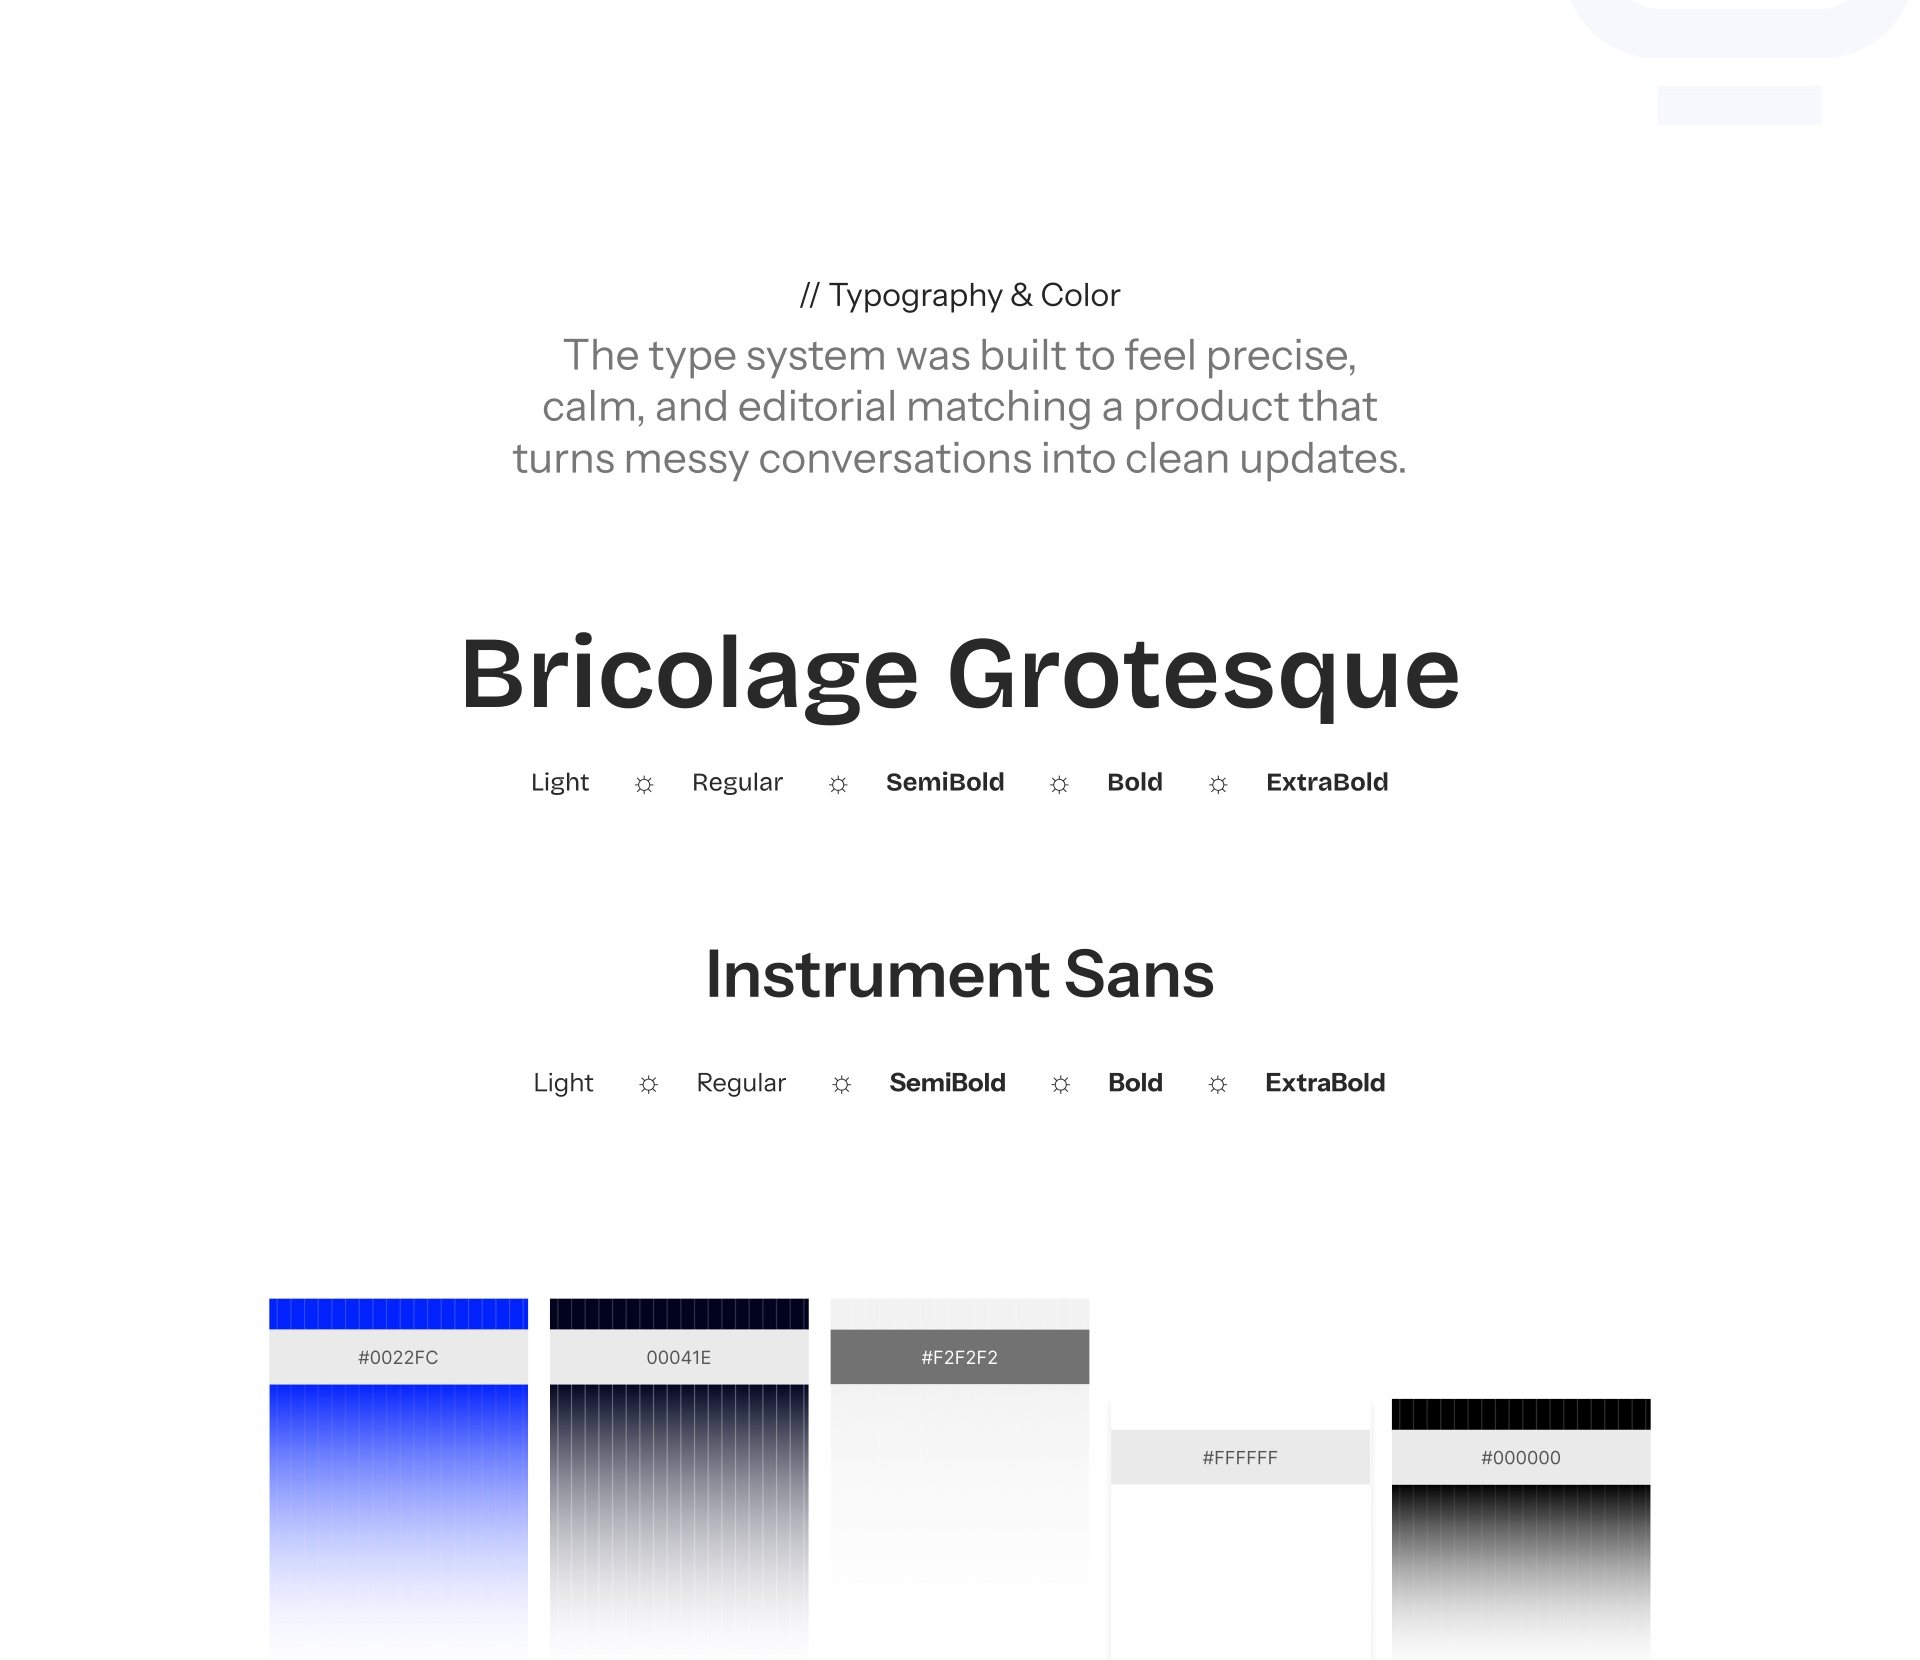 // Typography & Color
The type system was built to feel precise,
calm, and editorial matching a product that
turns messy conversations into clean updates.
Bricolage Grotesque
Light ☼ Regular ☼ SemiBold ☼ Bold ☼ ExtraBold
Instrument Sans
Light ☼ Regular ☼ SemiBold ☼ Bold ☼ ExtraBold
#0022FC 00041E #F2F2F2
#FFFFFF #000000